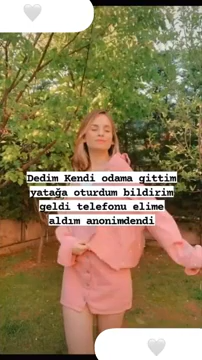 Dedim Kendi odama gittim
yatağa oturdum bildirim
geldi telefonu elime
aldım anonimdendi